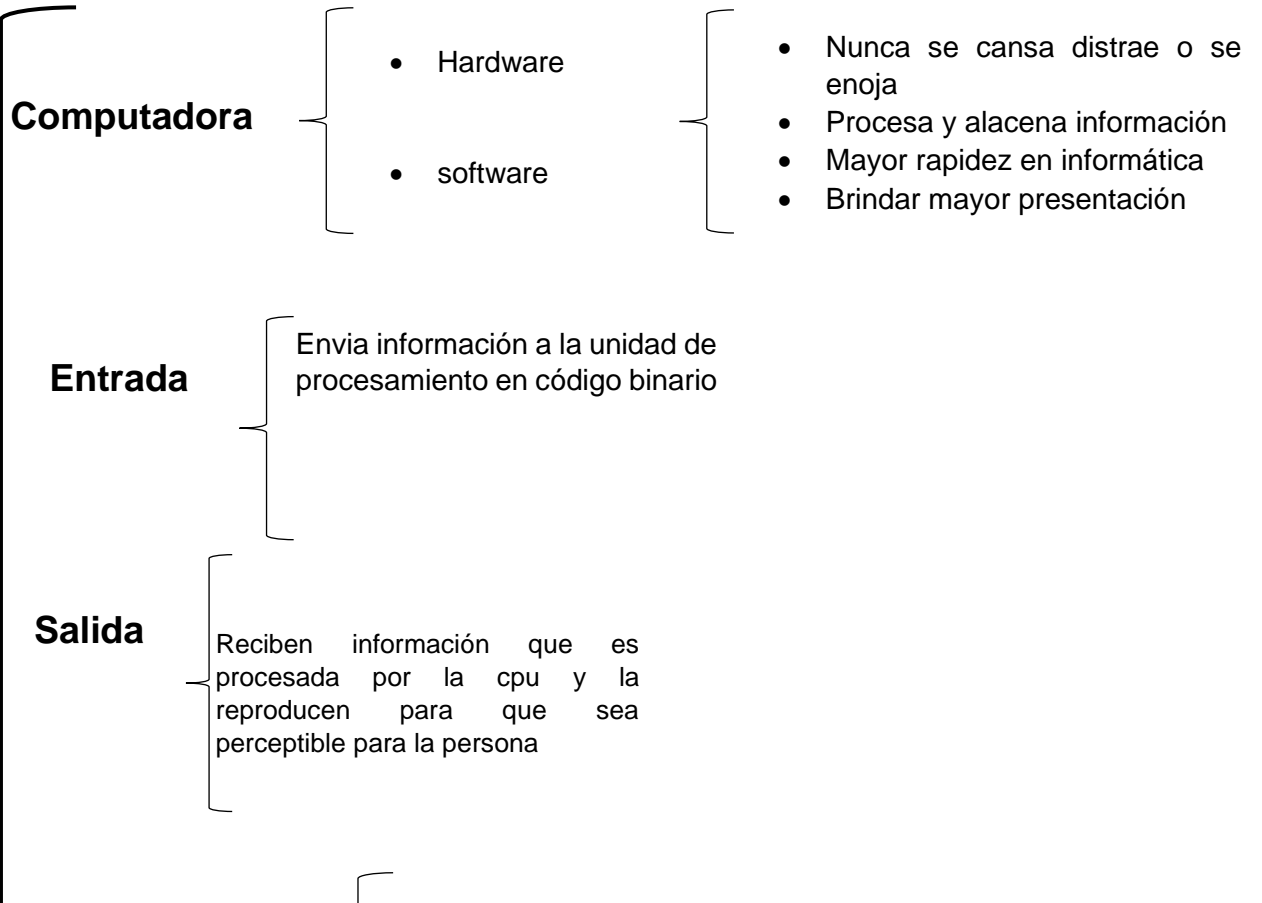 Computadora
• Hardware
• software
• Nunca se cansa distrae o se
enoja
• Procesa y alacena información
• Mayor rapidez en informática
• Brindar mayor presentación
Entrada
Envia información a la unidad de
procesamiento en código binario
Salida
Reciben información que es
procesada por la cpu y la
reproducen para que sea
perceptible para la persona